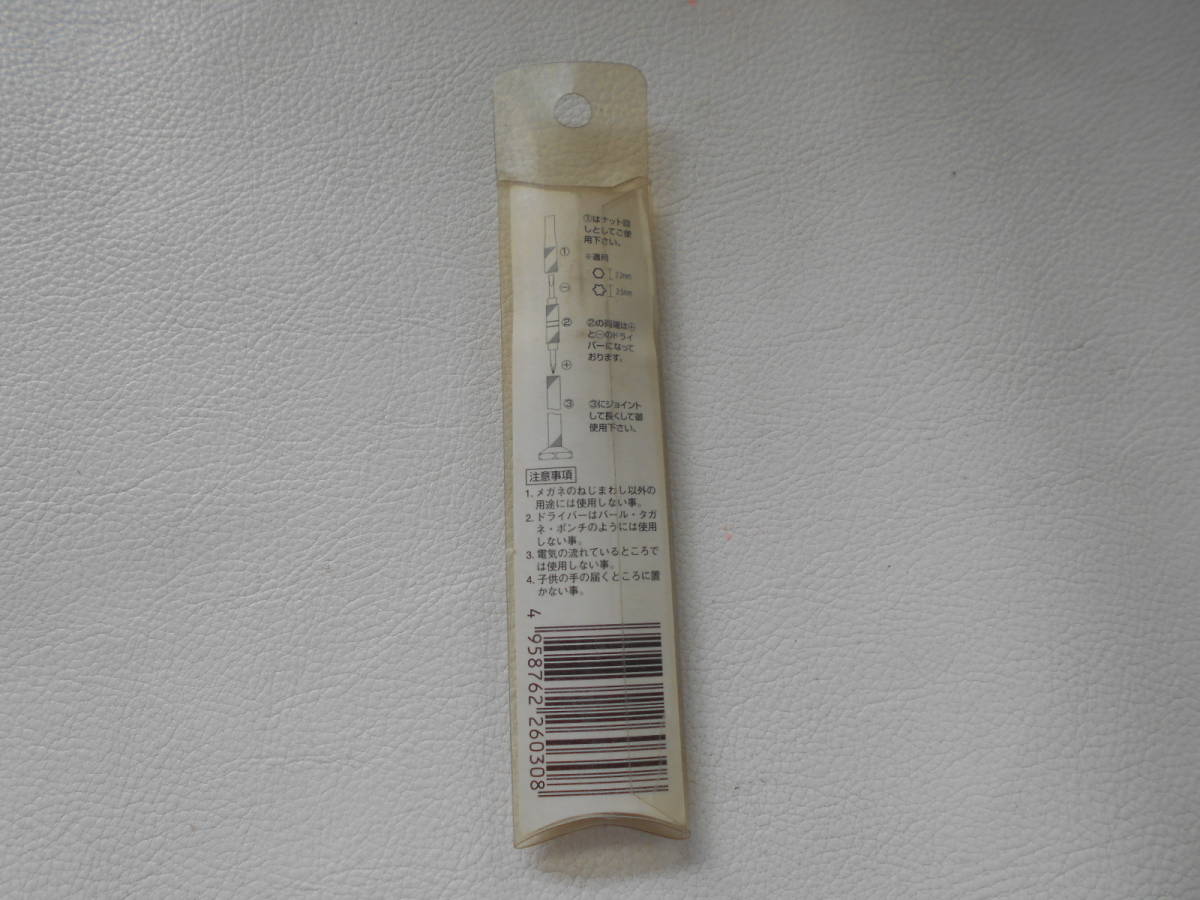 ①はナット回
しとしてご使
用下さい。
①
※適用
2.2mm
⊖
2.5mm
②
②の両端は⊕
と⊖のドライ
バーになって
おります。
⊕
③
③にジョイント
して長くして御
使用下さい。
注意事項
1. メガネのねじまわし以外の
用途には使用しない事。
2. ドライバーはバール・タガ
ネ・ポンチのようには使用
しない事。
3. 電気の流れているところで
は使用しない事。
4. 子供の手の届くところに置
かない事。
4 958762 260308